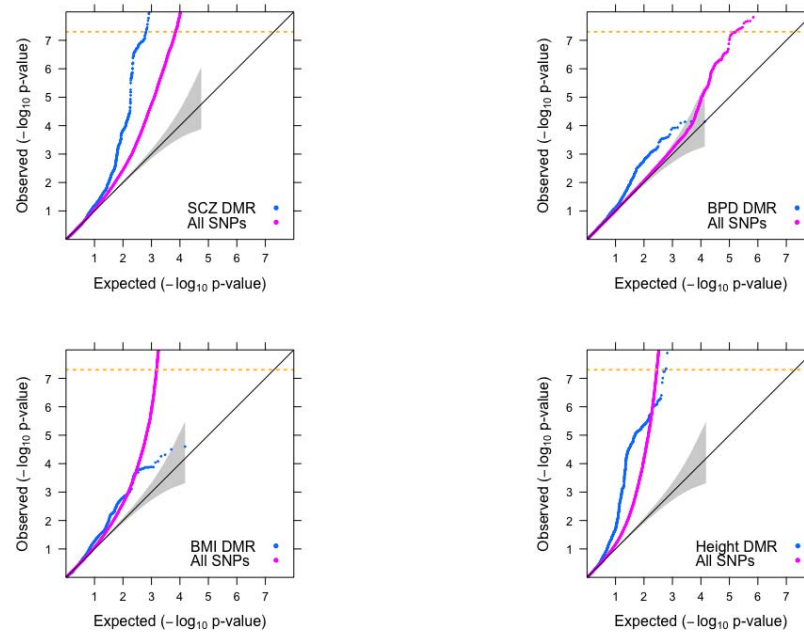 Observed (−log10 p-value)
7
6
5
4
3
2
1
SCZ DMR
All SNPs
1 2 3 4 5 6 7
Expected (−log10 p-value)
Observed (−log10 p-value)
7
6
5
4
3
2
1
BPD DMR
All SNPs
1 2 3 4 5 6 7
Expected (−log10 p-value)
Observed (−log10 p-value)
7
6
5
4
3
2
1
BMI DMR
All SNPs
1 2 3 4 5 6 7
Expected (−log10 p-value)
Observed (−log10 p-value)
7
6
5
4
3
2
1
Height DMR
All SNPs
1 2 3 4 5 6 7
Expected (−log10 p-value)